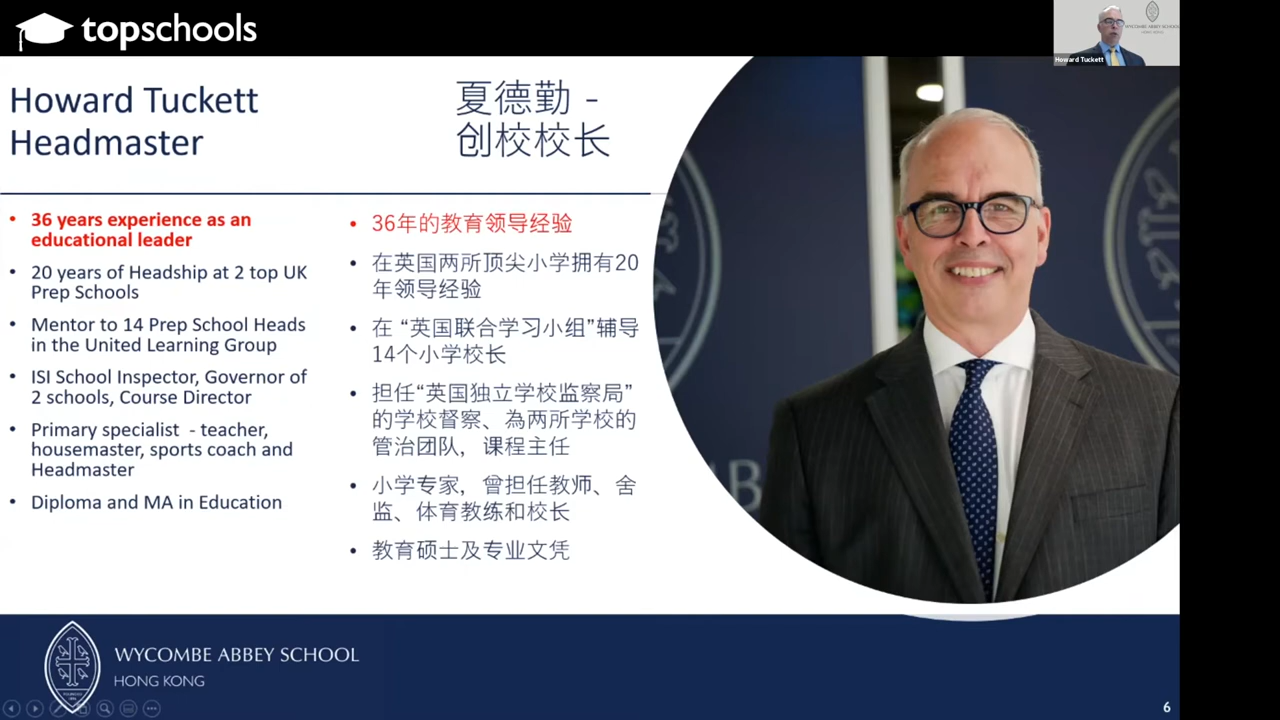 topschools
WYCOMBE ABBEY SCHOOL
Howard Tuckett
Howard Tuckett
Headmaster
夏德勤 -
创校校长
• 36 years experience as an
educational leader
• 20 years of Headship at 2 top UK
Prep Schools
• Mentor to 14 Prep School Heads
in the United Learning Group
• ISI School Inspector, Governor of
2 schools, Course Director
• Primary specialist - teacher,
housemaster, sports coach and
Headmaster
• Diploma and MA in Education
• 36年的教育领导经验
• 在英国两所顶尖小学拥有20
年领导经验
• 在 “英国联合学习小组”辅导
14个小学校长
• 担任“英国独立学校监察局”
的学校督察、為两所学校的
管治团队，课程主任
• 小学专家，曾担任教师、舍
监、体育教练和校长
• 教育硕士及专业文凭
WYCOMBE ABBEY SCHOOL
HONG KONG
6